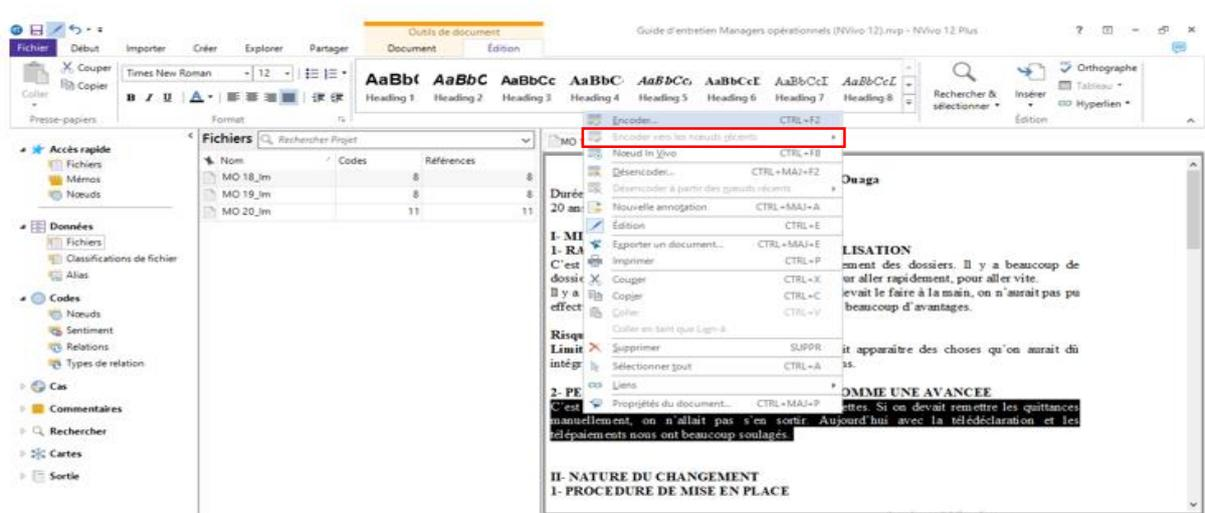 Outils de document
Guide d'entretien Managers opérationnels (NVivo 12).nvp - NVivo 12 Plus
Fichier Début Importer Créer Explorer Partager Document Édition
Couper
Copier
Coller
Presse-papiers
Times New Roman 12
B I U A
Format
AaBb( AaBbC AaBbCc AaBbC AaBbCc AaBbCcD AaBbCcI AaBbCcL
Heading 1 Heading 2 Heading 3 Heading 4 Heading 5 Heading 6 Heading 7 Heading 8
Rechercher & sélectionner
Insérer
Orthographe
Tableau
Hyperlien
Édition
Accès rapide
Fichiers
Mémos
Nœuds
Données
Fichiers
Classifications de fichier
Alias
Codes
Nœuds
Sentiment
Relations
Types de relation
Cas
Commentaires
Rechercher
Cartes
Sortie
Fichiers Rechercher Projet
Nom Codes Références
MO 18_Im 8 8
MO 19_Im 8 8
MO 20_Im 11 11
Encoder... CTRL+F2
Encoder vers les nœuds récents
Nœud In Vivo CTRL+F8
Désencoder... CTRL+MAJ+F2
Désencoder à partir des nœuds récents
Nouvelle annotation CTRL+MAJ+A
Édition CTRL+E
Exporter un document... CTRL+MAJ+E
Imprimer CTRL+P
Couper CTRL+X
Copier CTRL+C
Coller CTRL+V
Coller en tant que Lien-à
Supprimer SUPPR
Sélectionner tout CTRL+A
Liens
Propriétés du document... CTRL+MAJ+P
MO
Ouaga
Durée
20 ans
I- MI
1- RA LISATION
C'est ement des dossiers. Il y a beaucoup de
dossie ur aller rapidement, pour aller vite.
Il y a evait le faire à la main, on n'aurait pas pu
effect beaucoup d'avantages.
Risqu
Limit it apparaître des choses qu'on aurait dû
intégr ns.
2- PE OMME UNE AVANCEE
C'est ettes. Si on devait remettre les quittances
manuellement, on n'allait pas s'en sortir. Aujourd'hui avec la télédéclaration et les
télépaiements nous ont beaucoup soulagés.
II- NATURE DU CHANGEMENT
1- PROCEDURE DE MISE EN PLACE